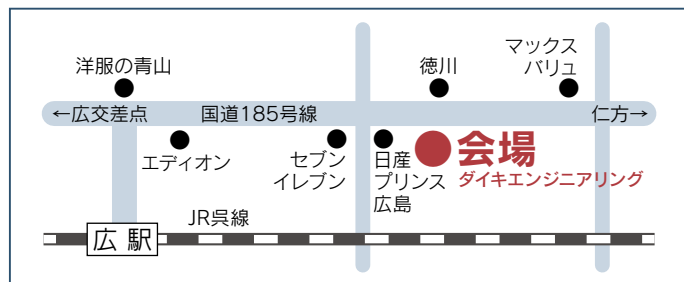 洋服の青山
徳川
マックス
バリュ
←広交差点
国道185号線
仁方→
エディオン
セブン
イレブン
日産
プリンス
広島
会場
ダイキエンジニアリング
JR呉線
広駅